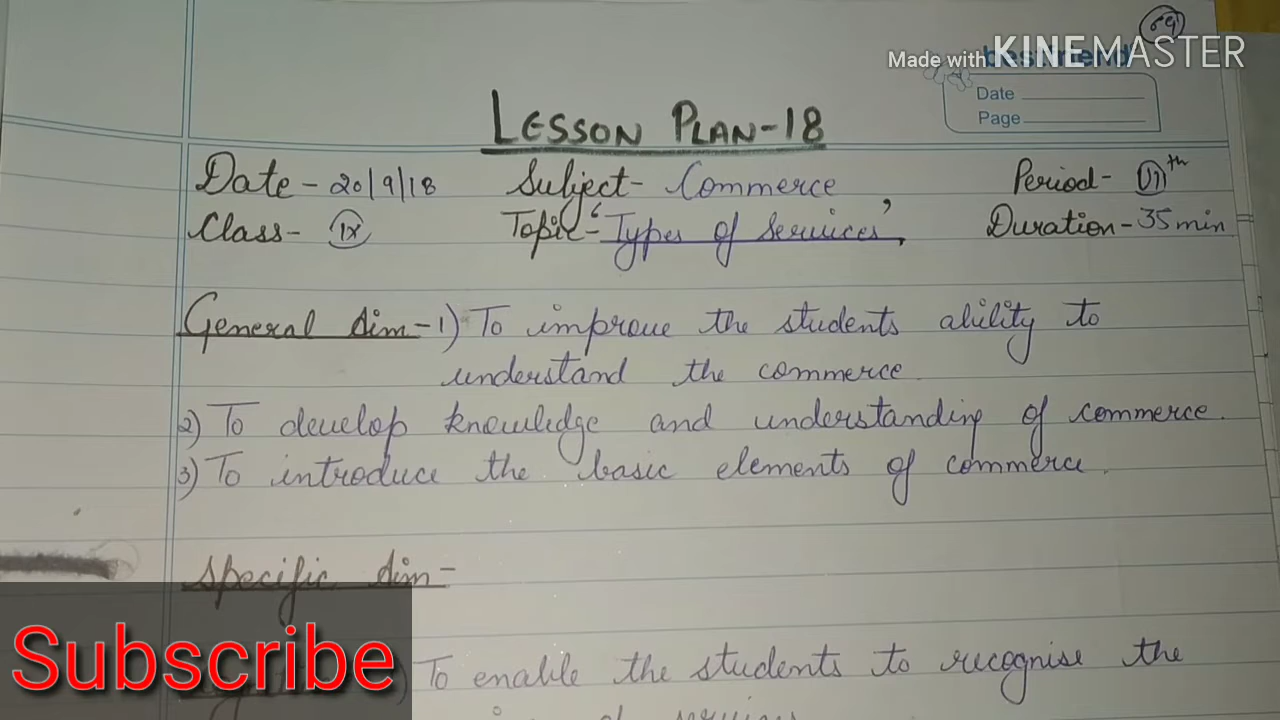 Made with KINEMASTER
Date
Page
LESSON PLAN-18
Date - 20/9/18 Subject- Commerce Period- th
Class- IX Topic- 'Types of Services', Duration-35min
General Aim-1) To improve the students ability to
understand the commerce
2) To develop knowledge and understanding of commerce.
3) To introduce the basic elements of commerce.
Specific Aim-
) To enable the students to recognise the
of services
Subscribe